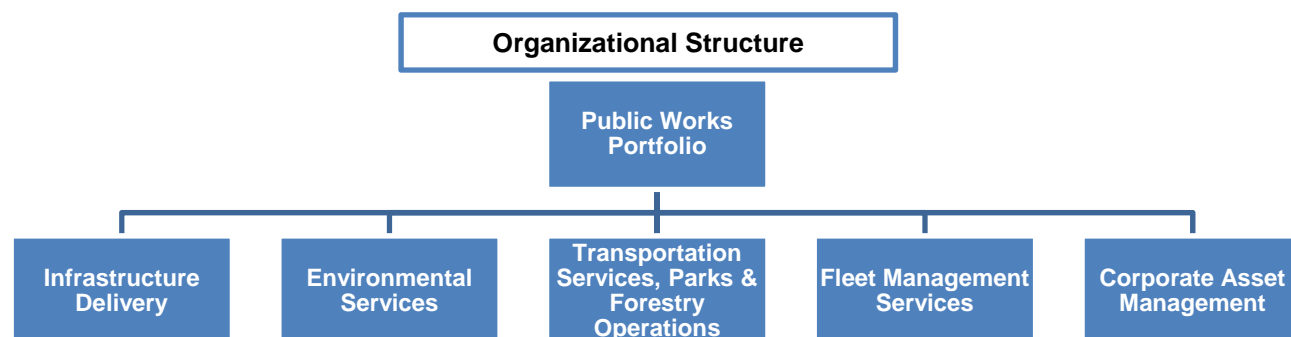 Organizational Structure
Public Works
Portfolio
Infrastructure
Delivery
Environmental
Services
Transportation
Services, Parks &
Forestry
Operations
Fleet Management
Services
Corporate Asset
Management